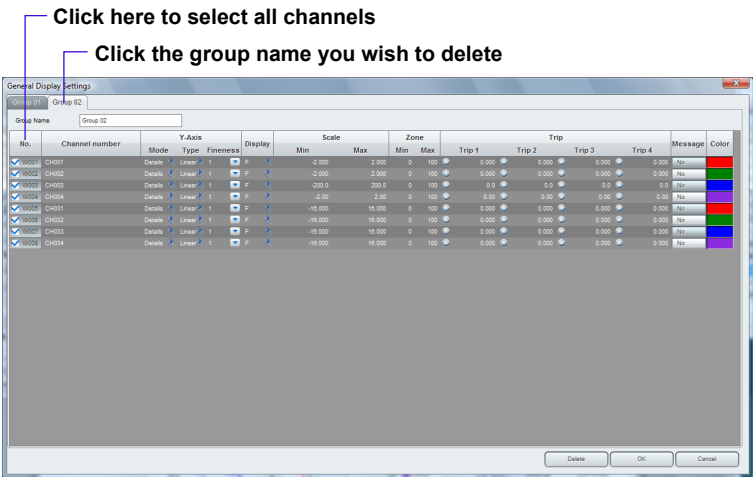 Click here to select all channels
Click the group name you wish to delete
General Display Settings
Group 01 Group 02
Group Name Group 02
No. Channel number Y-Axis Display Scale Zone Trip Message Color
Mode Type Fineness Min Max Min Max Trip 1 Trip 2 Trip 3 Trip 4
W001 CH001 Details Linear 1 F -2.000 2.000 0 100 0.000 0.000 0.000 0.000 No
W002 CH002 Details Linear 1 F -2.000 2.000 0 100 0.000 0.000 0.000 0.000 No
W003 CH003 Details Linear 1 F -200.0 200.0 0 100 0.0 0.0 0.0 0.0 No
W004 CH004 Details Linear 1 F -2.00 2.00 0 100 0.00 0.00 0.00 0.00 No
W005 CH031 Details Linear 1 F -16.000 16.000 0 100 0.000 0.000 0.000 0.000 No
W006 CH032 Details Linear 1 F -16.000 16.000 0 100 0.000 0.000 0.000 0.000 No
W007 CH033 Details Linear 1 F -16.000 16.000 0 100 0.000 0.000 0.000 0.000 No
W008 CH034 Details Linear 1 F -16.000 16.000 0 100 0.000 0.000 0.000 0.000 No
Delete OK Cancel